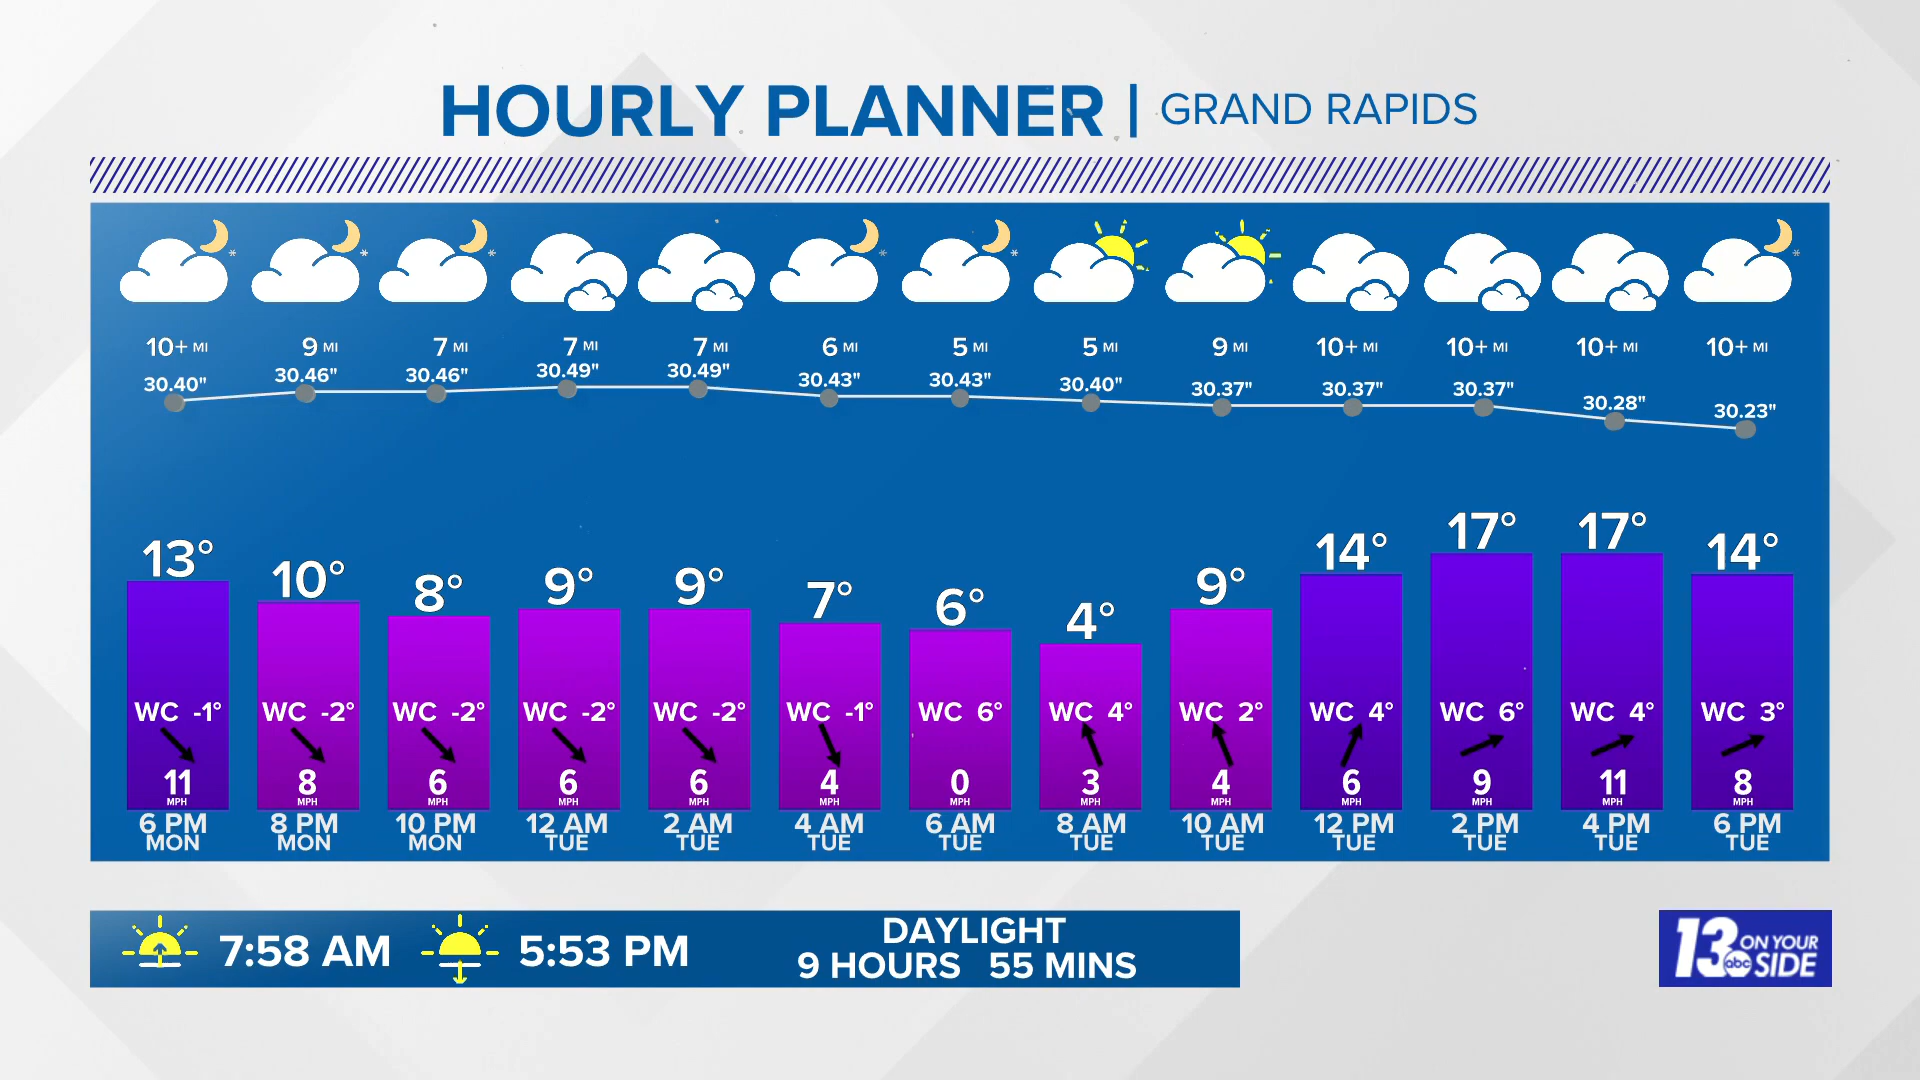 HOURLY PLANNER | GRAND RAPIDS
10+ MI 9 MI 7 MI 7 MI 7 MI 6 MI 5 MI 5 MI 9 MI 10+ MI 10+ MI 10+ MI 10+ MI
30.40" 30.46" 30.46" 30.49" 30.49" 30.43" 30.43" 30.40" 30.37" 30.37" 30.37" 30.28" 30.23"
13° 10° 8° 9° 9° 7° 6° 4° 9° 14° 17° 17° 14°
WC -1° WC -2° WC -2° WC -2° WC -2° WC -1° WC 6° WC 4° WC 2° WC 4° WC 6° WC 4° WC 3°
11 8 6 6 6 4 0 3 4 6 9 11 8
MPH MPH MPH MPH MPH MPH MPH MPH MPH MPH MPH MPH MPH
6 PM 8 PM 10 PM 12 AM 2 AM 4 AM 6 AM 8 AM 10 AM 12 PM 2 PM 4 PM 6 PM
MON MON MON TUE TUE TUE TUE TUE TUE TUE TUE TUE TUE
7:58 AM 5:53 PM
DAYLIGHT
9 HOURS 55 MINS
13 ON YOUR
abc SIDE